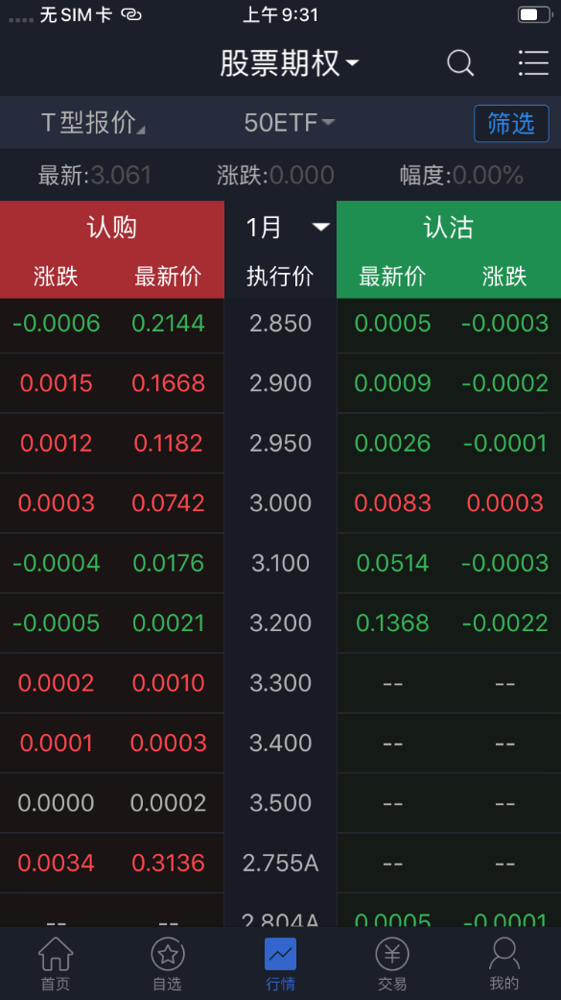 无SIM卡 上午9:31
股票期权
T型报价 50ETF 筛选
最新:3.061 涨跌:0.000 幅度:0.00%
认购 1月 认沽
涨跌 最新价 执行价 最新价 涨跌
-0.0006 0.2144 2.850 0.0005 -0.0003
0.0015 0.1668 2.900 0.0009 -0.0002
0.0012 0.1182 2.950 0.0026 -0.0001
0.0003 0.0742 3.000 0.0083 0.0003
-0.0004 0.0176 3.100 0.0514 -0.0003
-0.0005 0.0021 3.200 0.1368 -0.0022
0.0002 0.0010 3.300 -- --
0.0001 0.0003 3.400 -- --
0.0000 0.0002 3.500 -- --
0.0034 0.3136 2.755A -- --
-- -- 2.804A 0.0005 -0.0001
首页 自选 行情 交易 我的